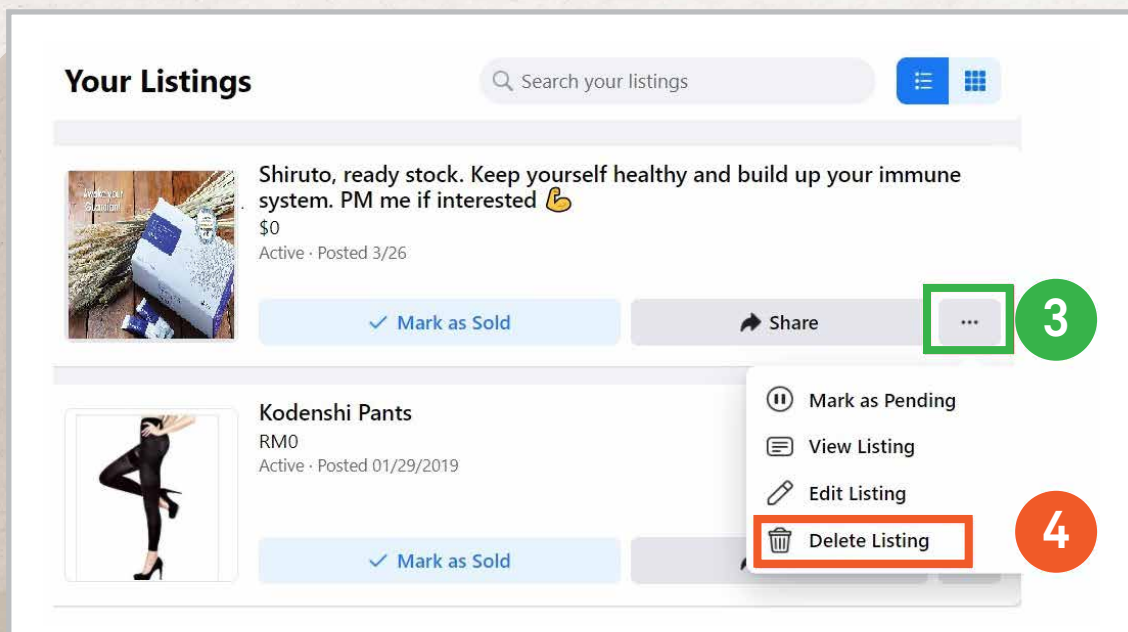 Your Listings
Search your listings
Shiruto, ready stock. Keep yourself healthy and build up your immune
system. PM me if interested 💪
$0
Active · Posted 3/26
Mark as Sold
Share
...
3
Mark as Pending
Kodenshi Pants
RM0
View Listing
Active · Posted 01/29/2019
Edit Listing
Delete Listing
4
Mark as Sold